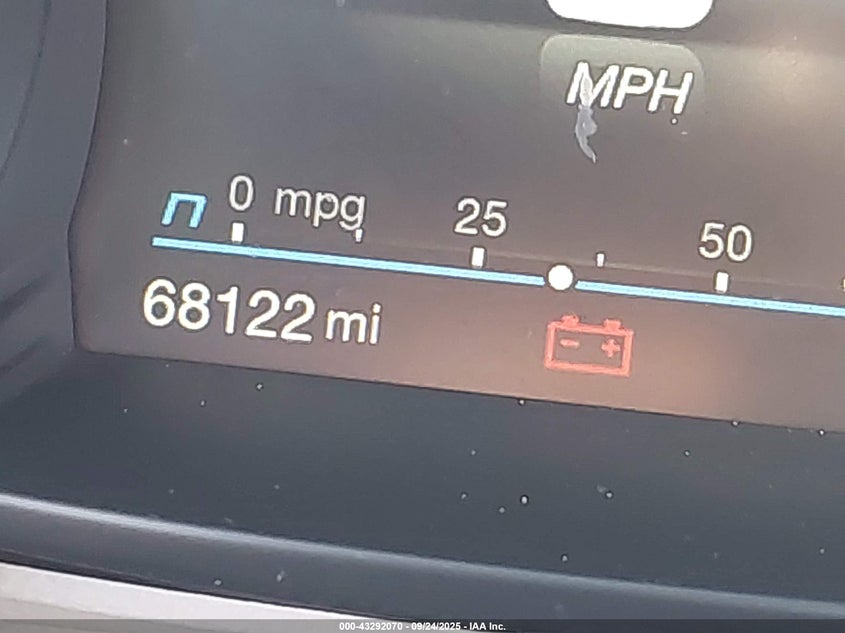 MPH
0 mpg 25 50
68122 mi
- +
000-43292070 - 09/24/2025 - IAA Inc.